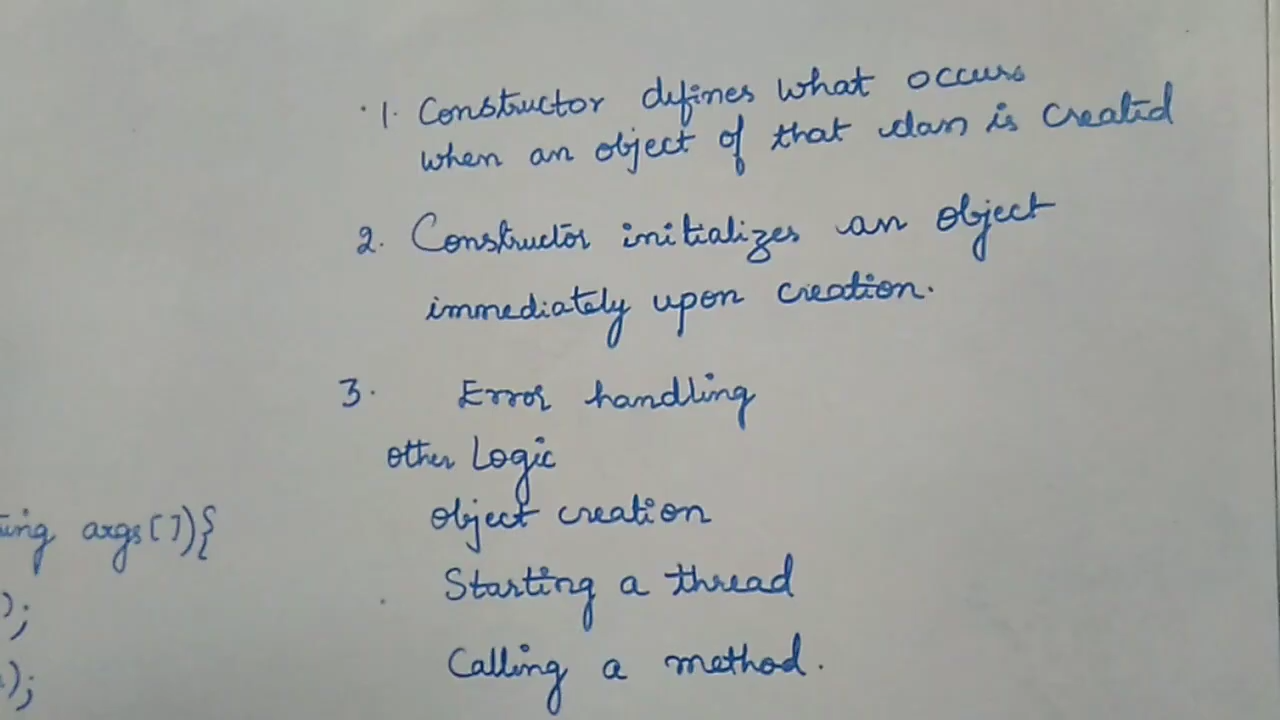 1. Constructor defines what occurs
when an object of that class is created
2. Constructor initializes an object
immediately upon creation.
3. Error handling
other Logic
object creation
Starting a thread
Calling a method.
args[]){
);
);